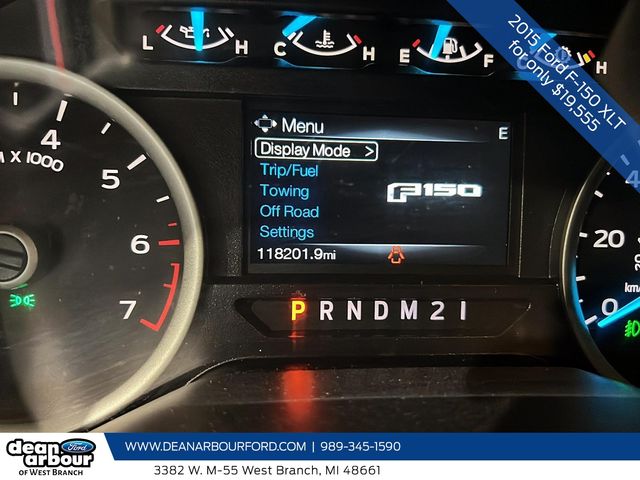 L H
C H
E F
H
2015 Ford F-150 XLT
for only $19,555
Menu
E
Display Mode >
Trip/Fuel
Towing
Off Road
Settings
F150
118201.9mi
4
5
6
7
X 1000
20
0
km/
P R N D M 2 1
dean
arbour
Ford
OF WEST BRANCH
WWW.DEANARBOURFORD.COM | 989-345-1590
3382 W. M-55 West Branch, MI 48661